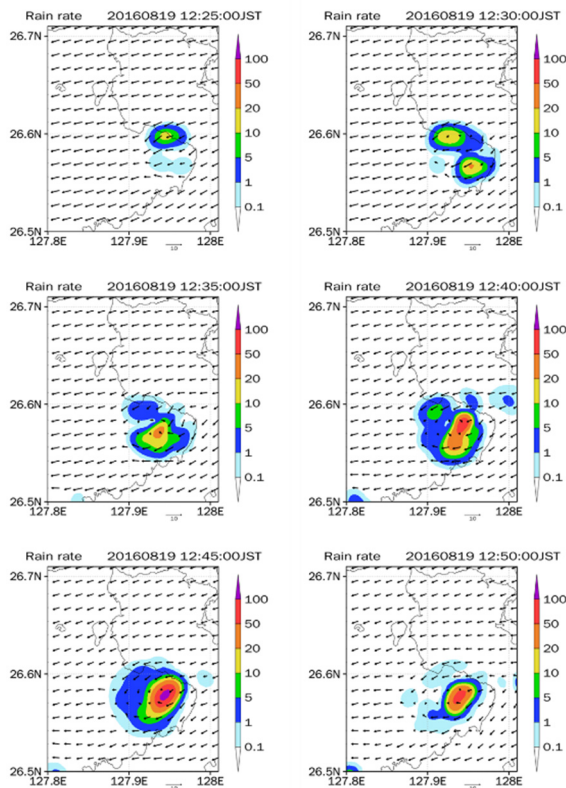 Rain rate 20160819 12:25:00JST
26.7N
100
50
20
26.6N
10
5
1
0.1
26.5N
127.8E 127.9E 128E
10
Rain rate 20160819 12:30:00JST
26.7N
100
50
20
26.6N
10
5
1
0.1
26.5N
127.8E 127.9E 128E
10
Rain rate 20160819 12:35:00JST
26.7N
100
50
20
26.6N
10
5
1
0.1
26.5N
127.8E 127.9E 128E
10
Rain rate 20160819 12:40:00JST
26.7N
100
50
20
26.6N
10
5
1
0.1
26.5N
127.8E 127.9E 128E
10
Rain rate 20160819 12:45:00JST
26.7N
100
50
20
26.6N
10
5
1
0.1
26.5N
127.8E 127.9E 128E
10
Rain rate 20160819 12:50:00JST
26.7N
100
50
20
26.6N
10
5
1
0.1
26.5N
127.8E 127.9E 128E
10